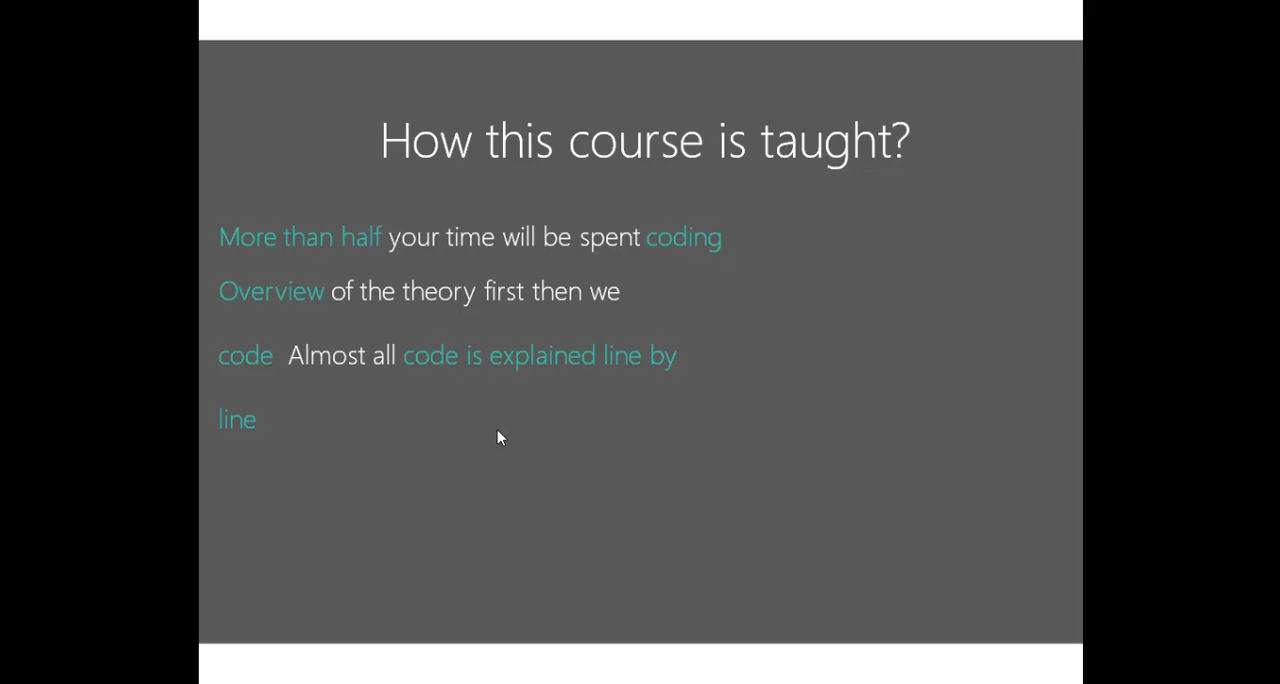 How this course is taught?
More than half your time will be spent coding
Overview of the theory first then we
code Almost all code is explained line by
line